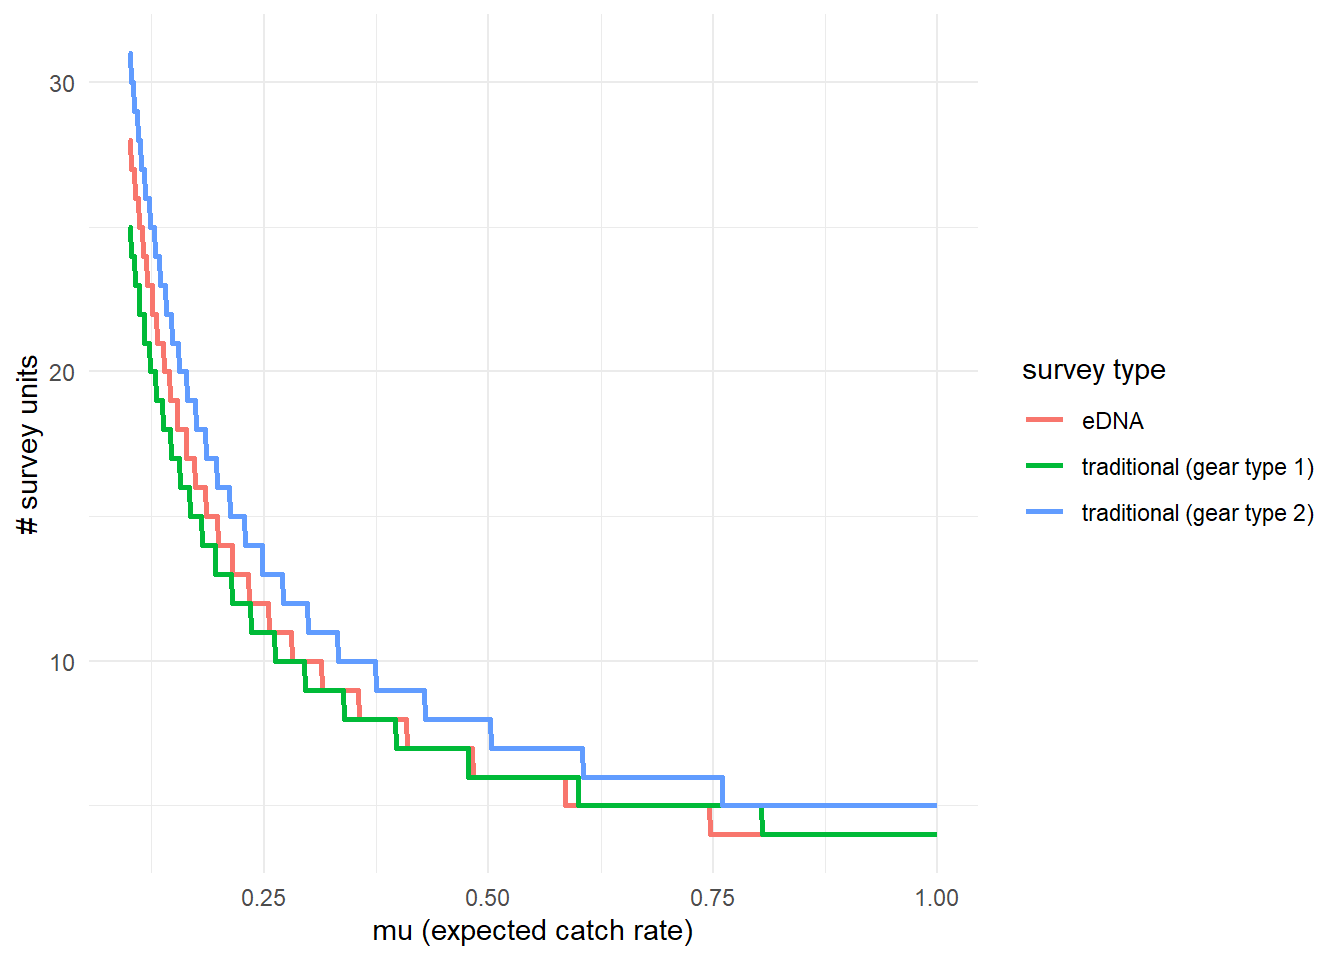 30
20
10
# survey units
0.25
0.50
0.75
1.00
mu (expected catch rate)
survey type
eDNA
traditional (gear type 1)
traditional (gear type 2)